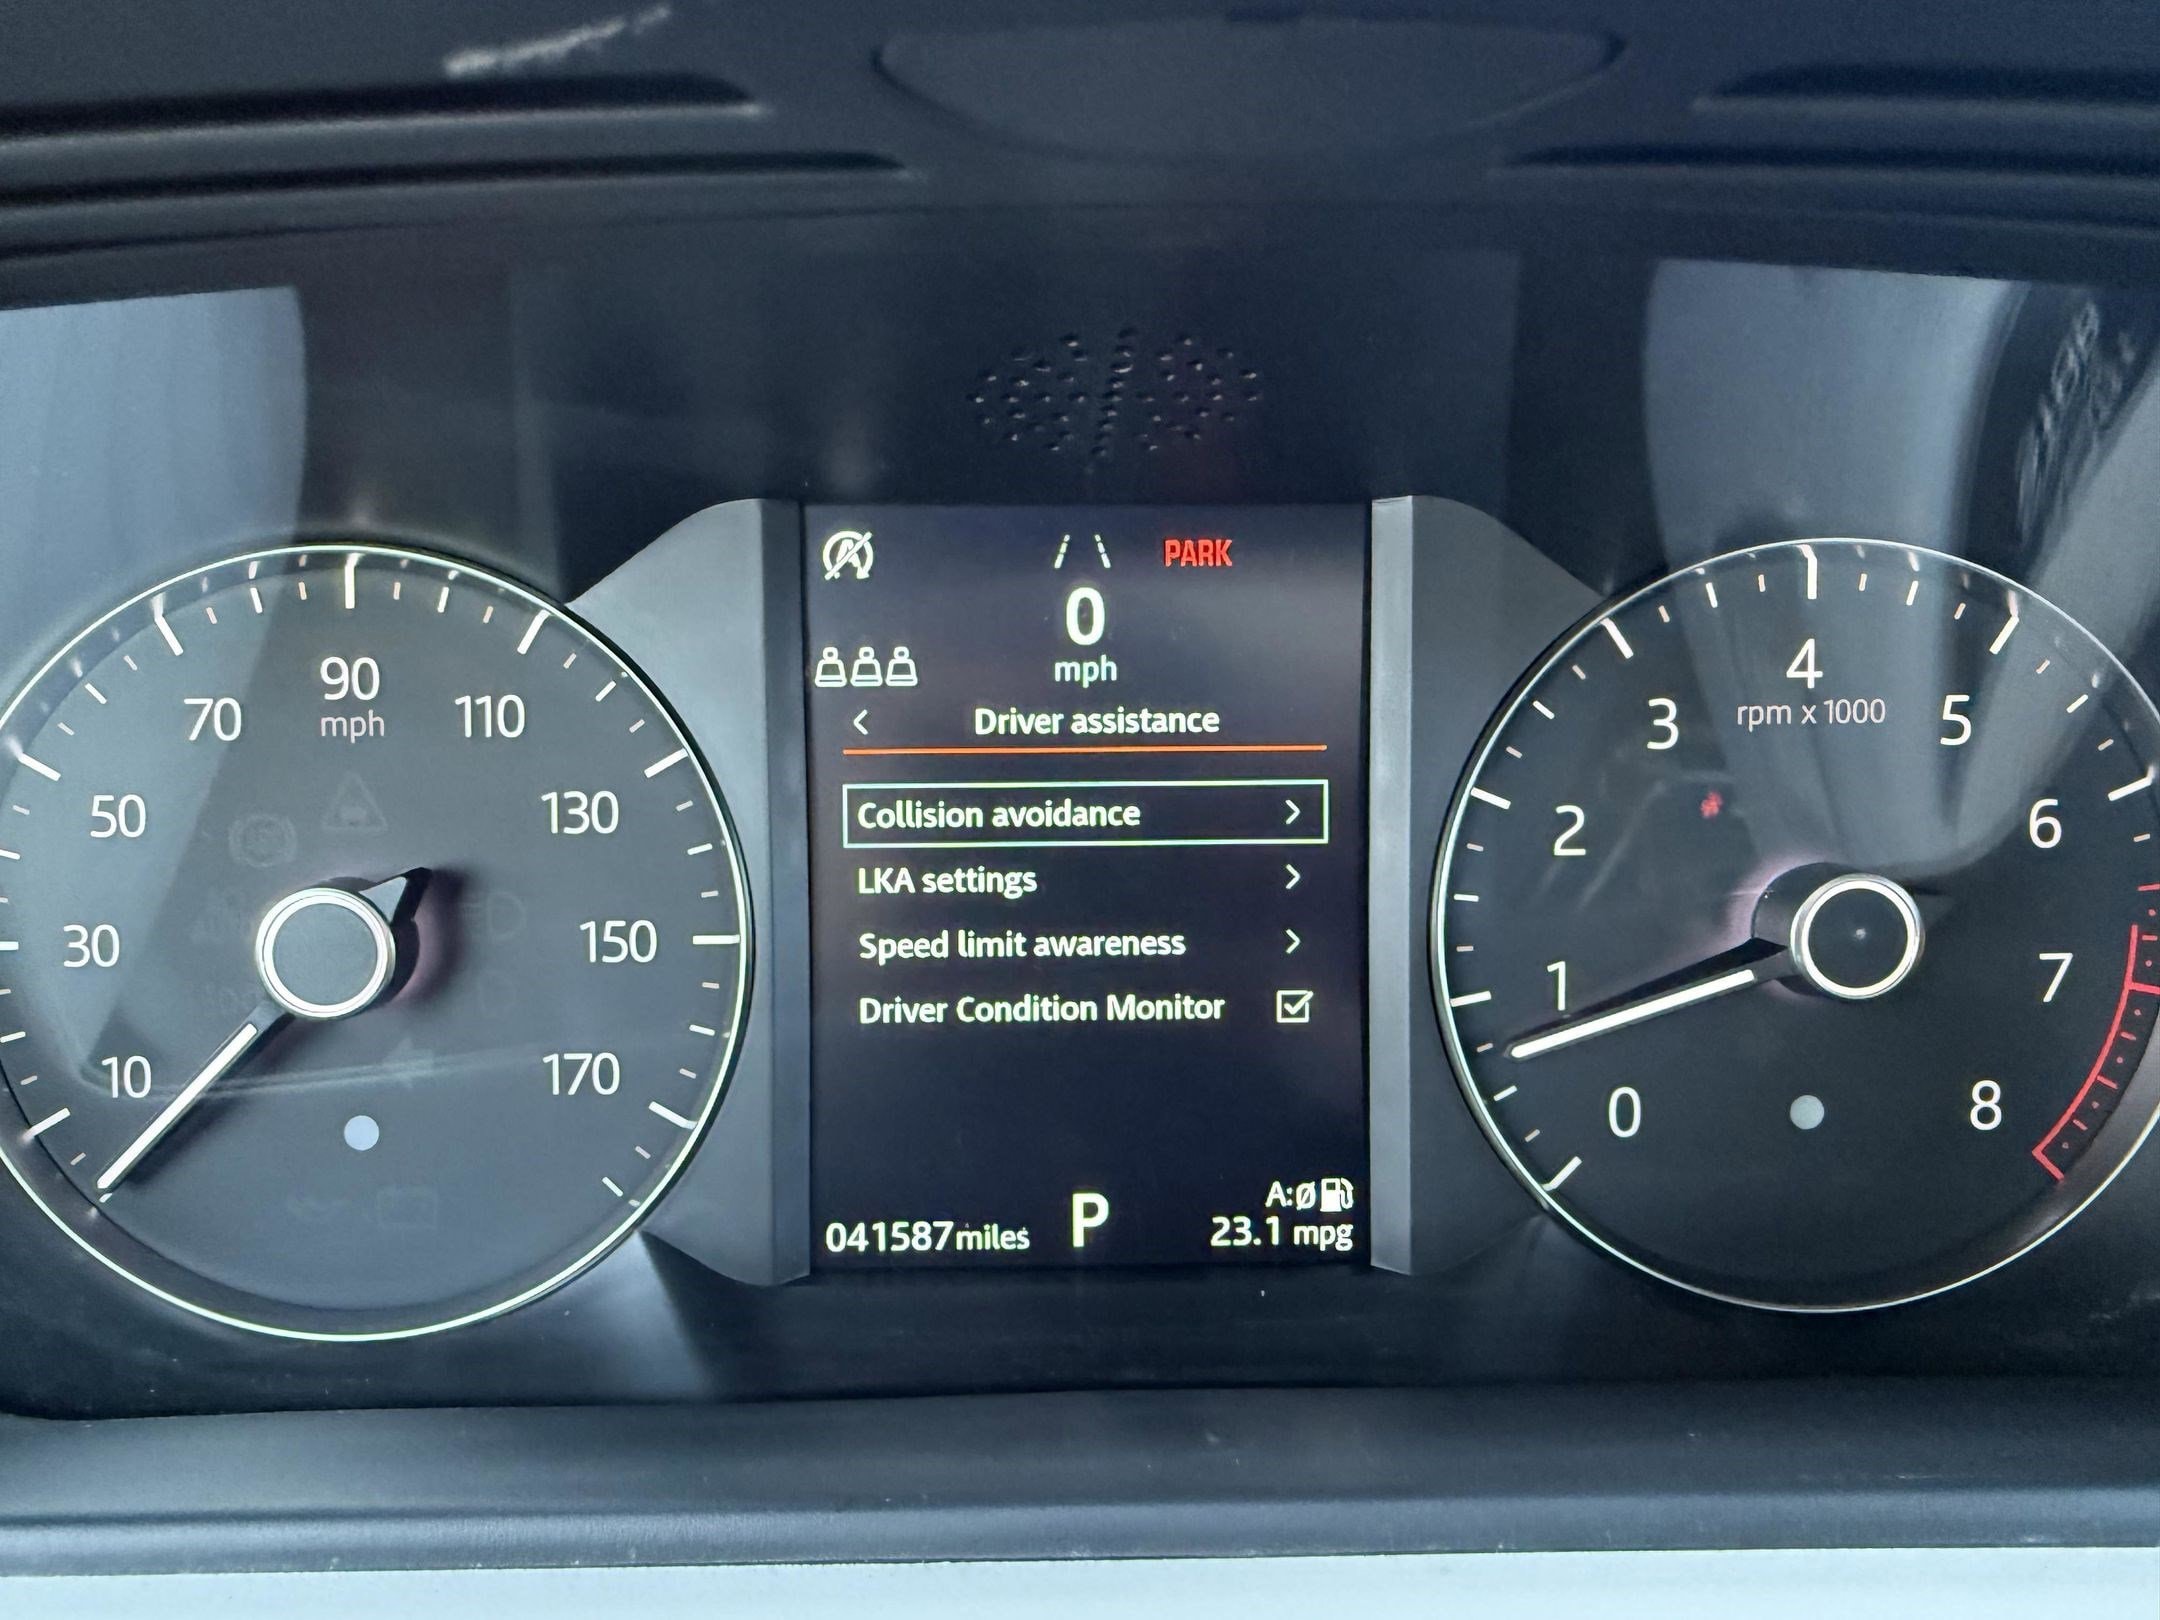 PARK
0
mph
Driver assistance
Collision avoidance
LKA settings
Speed limit awareness
Driver Condition Monitor
A:Ø
23.1 mpg
041587 miles
P
10
30
50
70
90
mph
110
130
150
170
0
1
2
3
4
rpm x 1000
5
6
7
8